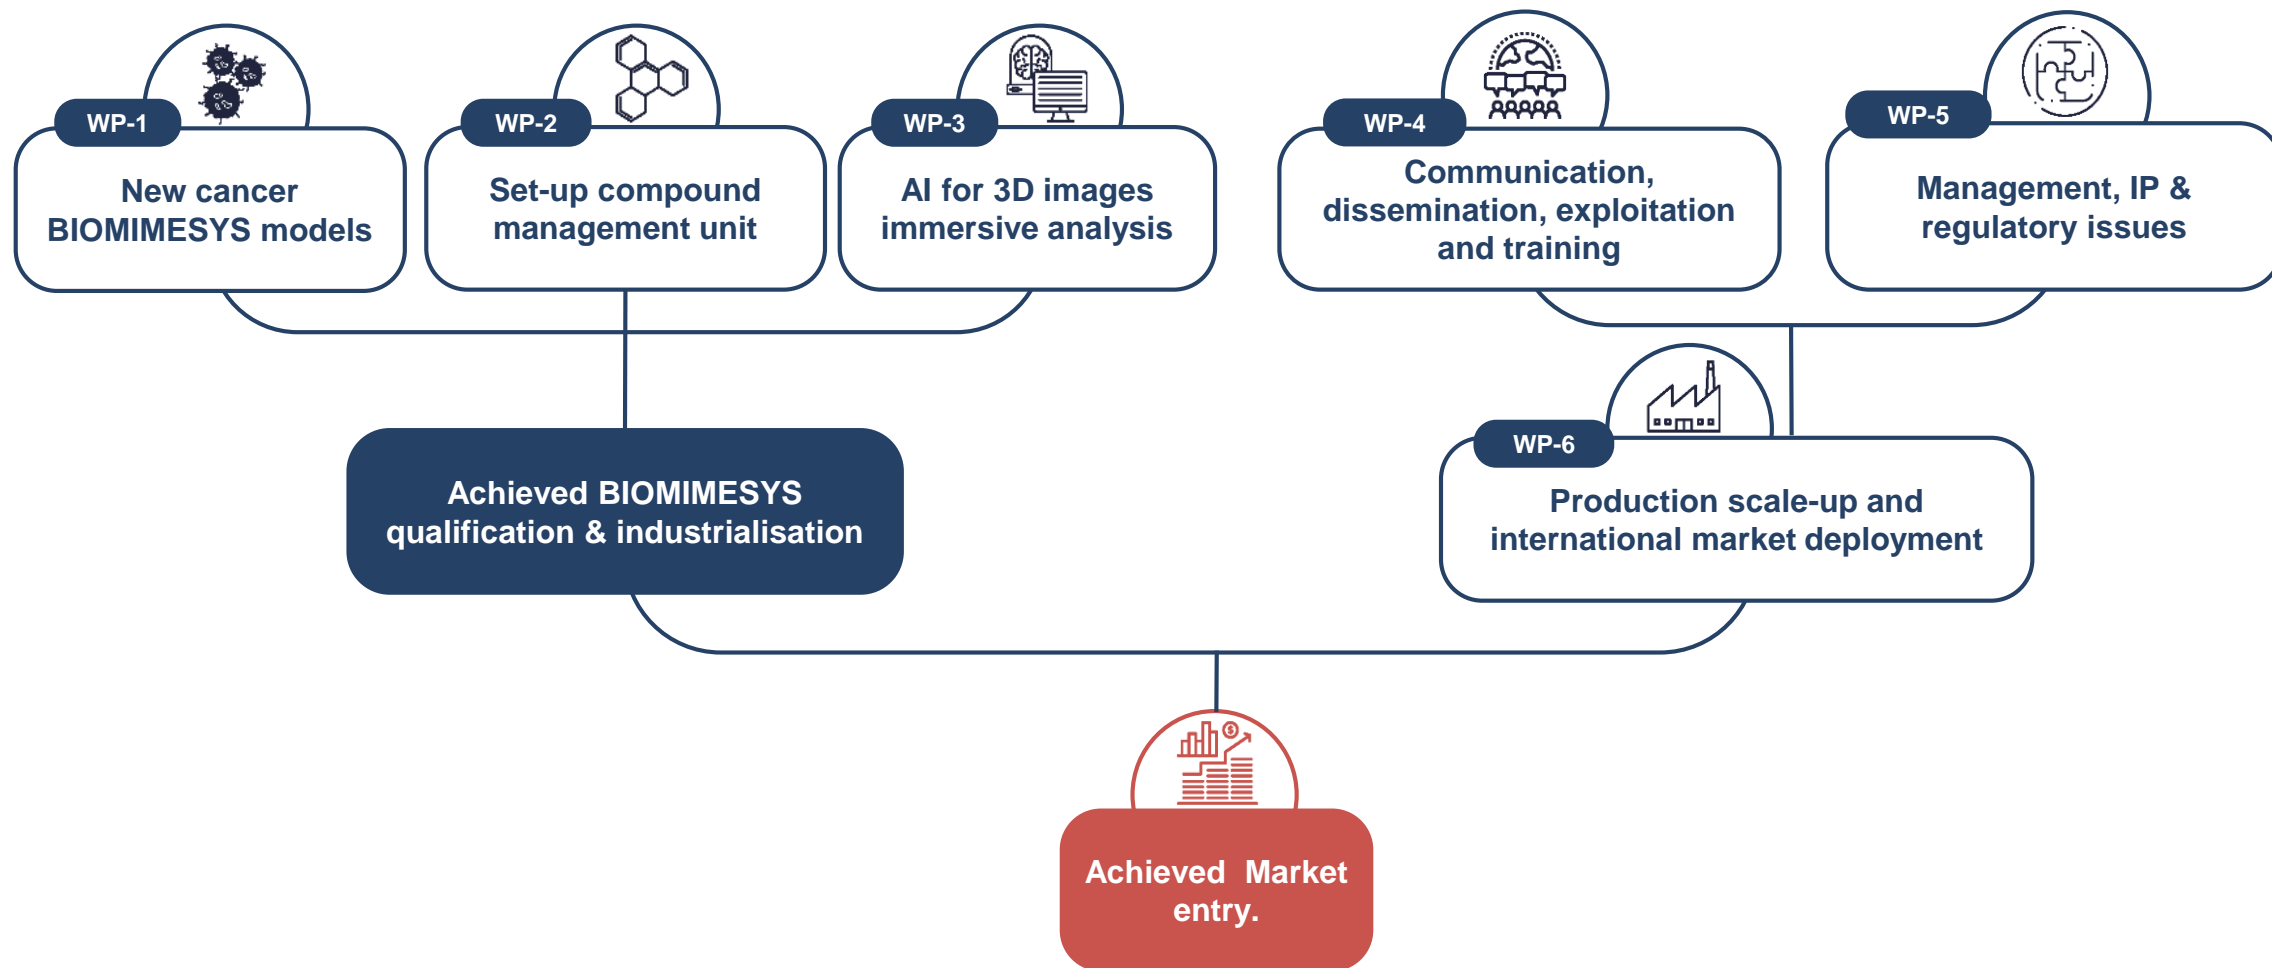 WP-1
New cancer
BIOMIMESYS models
WP-2
Set-up compound
management unit
WP-3
AI for 3D images
immersive analysis
WP-4
Communication,
dissemination, exploitation
and training
WP-5
Management, IP &
regulatory issues
Achieved BIOMIMESYS
qualification & industrialisation
WP-6
Production scale-up and
international market deployment
$
Achieved  Market
entry.